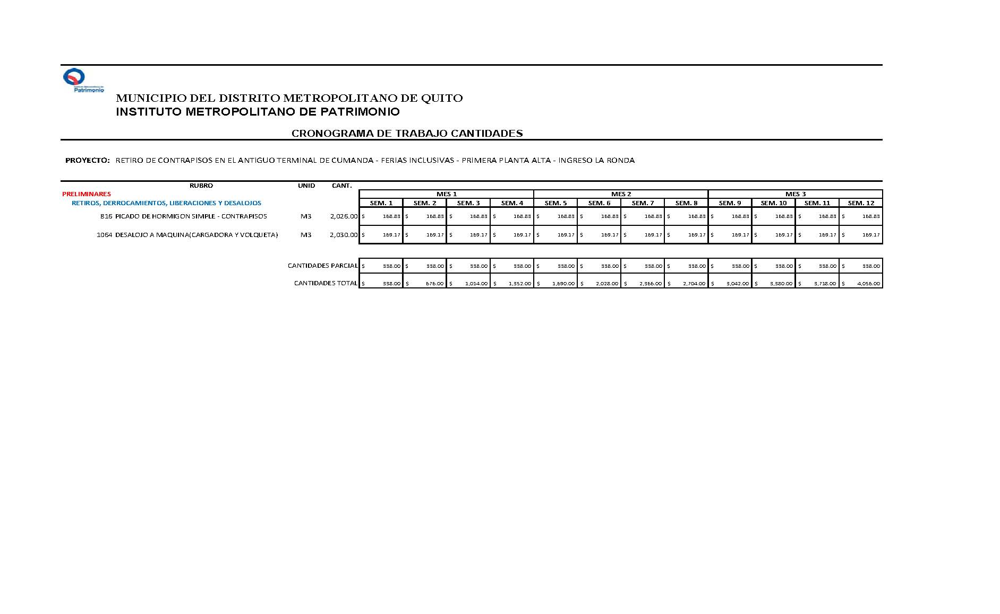 Patrimonio
MUNICIPIO DEL DISTRITO METROPOLITANO DE QUITO
INSTITUTO METROPOLITANO DE PATRIMONIO
CRONOGRAMA DE TRABAJO CANTIDADES
PROYECTO: RETIRO DE CONTRAPISOS EN EL ANTIGUO TERMINAL DE CUMANDA - FERIAS INCLUSIVAS - PRIMERA PLANTA ALTA - INGRESO LA RONDA
RUBRO UNID CANT.
PRELIMINARES MES 1 MES 2 MES 3
RETIROS, DERROCAMIENTOS, LIBERACIONES Y DESALOJOS SEM. 1 SEM. 2 SEM. 3 SEM. 4 SEM. 5 SEM. 6 SEM. 7 SEM. 8 SEM. 9 SEM. 10 SEM. 11 SEM. 12
816 PICADO DE HORMIGON SIMPLE - CONTRAPISOS M3 2,026.00 $ 168.83 $ 168.83 $ 168.83 $ 168.83 $ 168.83 $ 168.83 $ 168.83 $ 168.83 $ 168.83 $ 168.83 $ 168.83 $ 168.83
1064 DESALOJO A MAQUINA(CARGADORA Y VOLQUETA) M3 2,030.00 $ 169.17 $ 169.17 $ 169.17 $ 169.17 $ 169.17 $ 169.17 $ 169.17 $ 169.17 $ 169.17 $ 169.17 $ 169.17 $ 169.17
CANTIDADES PARCIAL $ 338.00 $ 338.00 $ 338.00 $ 338.00 $ 338.00 $ 338.00 $ 338.00 $ 338.00 $ 338.00 $ 338.00 $ 338.00 $ 338.00
CANTIDADES TOTAL $ 338.00 $ 676.00 $ 1,014.00 $ 1,352.00 $ 1,690.00 $ 2,028.00 $ 2,366.00 $ 2,704.00 $ 3,042.00 $ 3,380.00 $ 3,718.00 $ 4,056.00